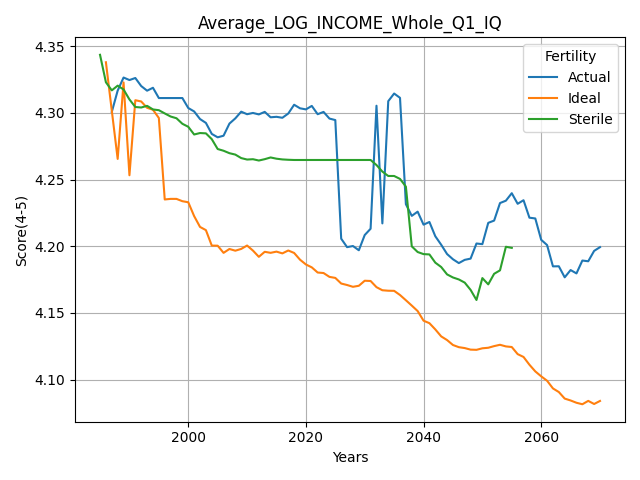 Average_LOG_INCOME_Whole_Q1_IQ
Fertility
Actual
Ideal
Sterile
Score(4-5)
4.35
4.30
4.25
4.20
4.15
4.10
2000
2020
2040
2060
Years